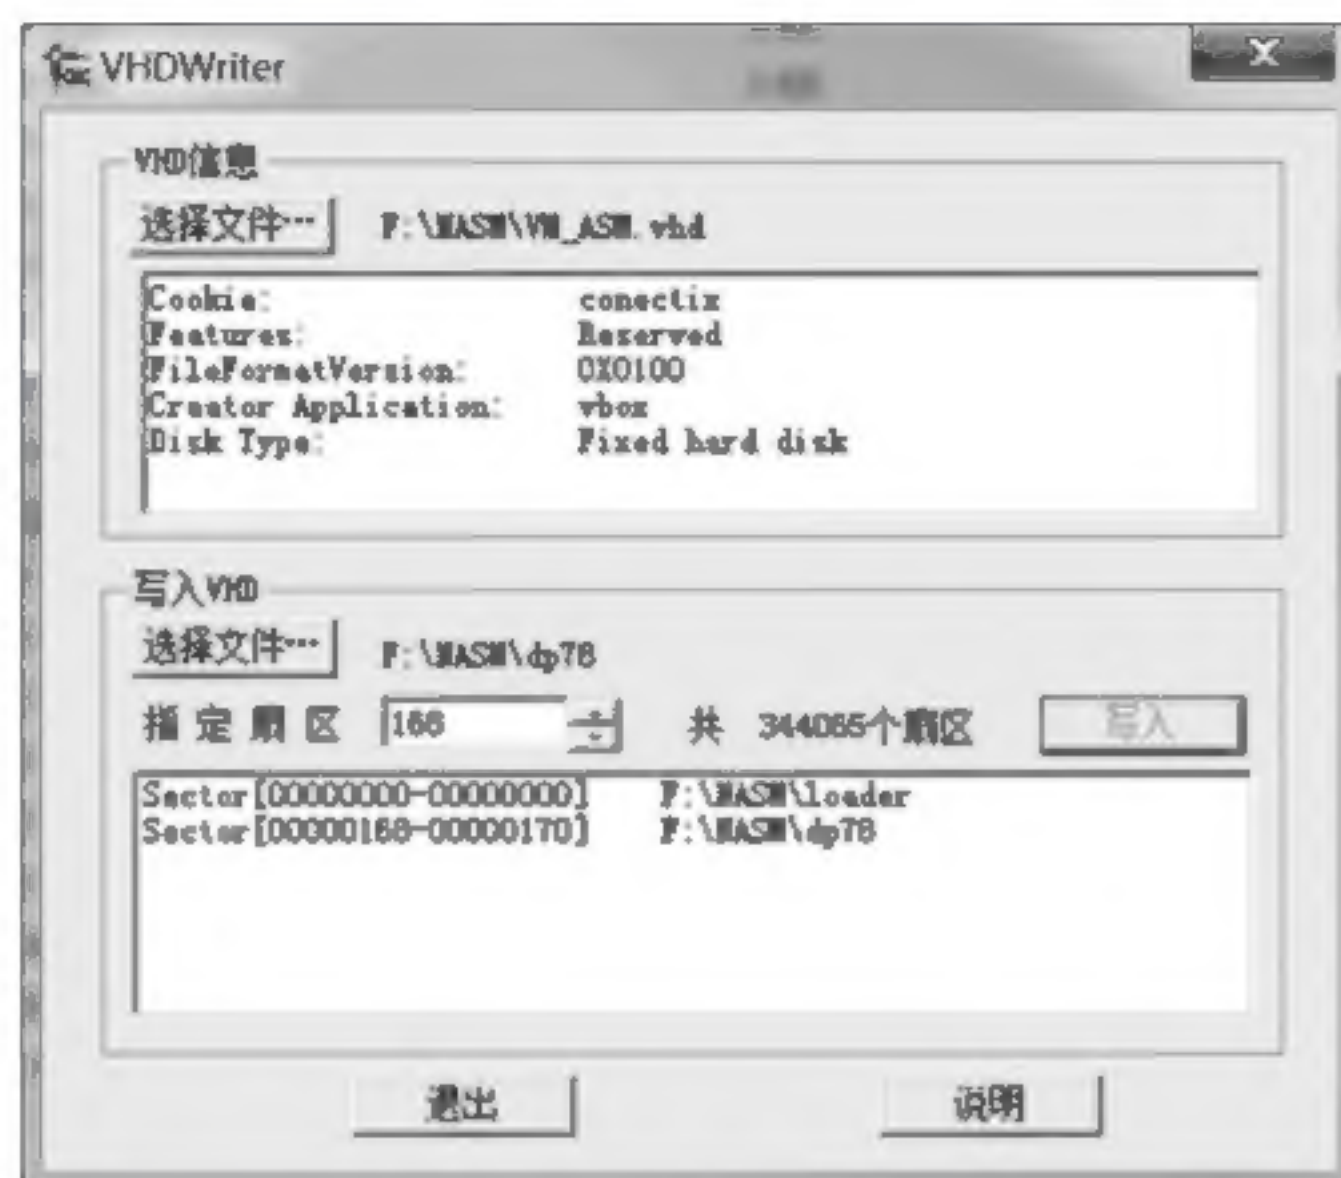 VHDWriter
VHD信息
选择文件… F:\MASM\VM_ASM.vhd
Cookie: conectix
Features: Reserved
FileFormatVersion: 0X0100
Creator Application: vbox
Disk Type: Fixed hard disk
写入VHD
选择文件… F:\MASM\dp78
指定扇区 168 共 344065个扇区 写入
Sector[00000000-00000000] F:\MASM\loader
Sector[00000168-00000170] F:\MASM\dp78
退出 说明